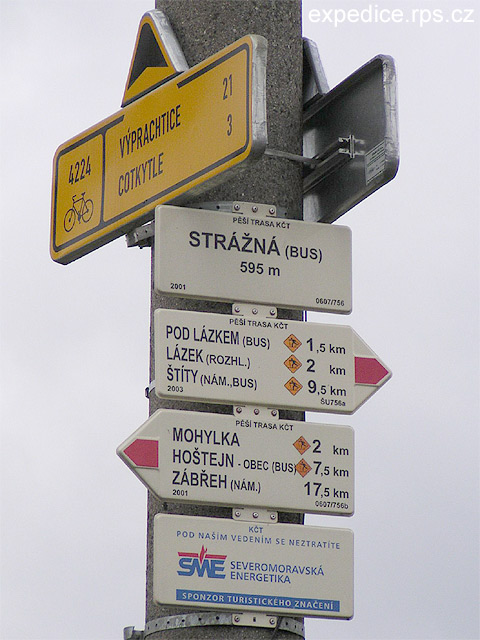 expedice.rps.cz
4224
VÝPRACHTICE 21
COTKYTLE 3
PĚŠÍ TRASA KČT
STRÁŽNÁ (BUS)
595 m
2001 0607/756
PĚŠÍ TRASA KČT
POD LÁZKEM (BUS) 1,5 km
LÁZEK (ROZHL.) 2 km
ŠTÍTY (NÁM.,BUS) 9,5 km
2003 ŠU756a
PĚŠÍ TRASA KČT
MOHYLKA 2 km
HOŠTEJN - OBEC (BUS) 7,5 km
ZÁBŘEH (NÁM.) 17,5 km
2001 0607/756b
KČT
POD NAŠÍM VEDENÍM SE NEZTRATÍTE
SME SEVEROMORAVSKÁ
ENERGETIKA
SPONZOR TURISTICKÉHO ZNAČENÍ